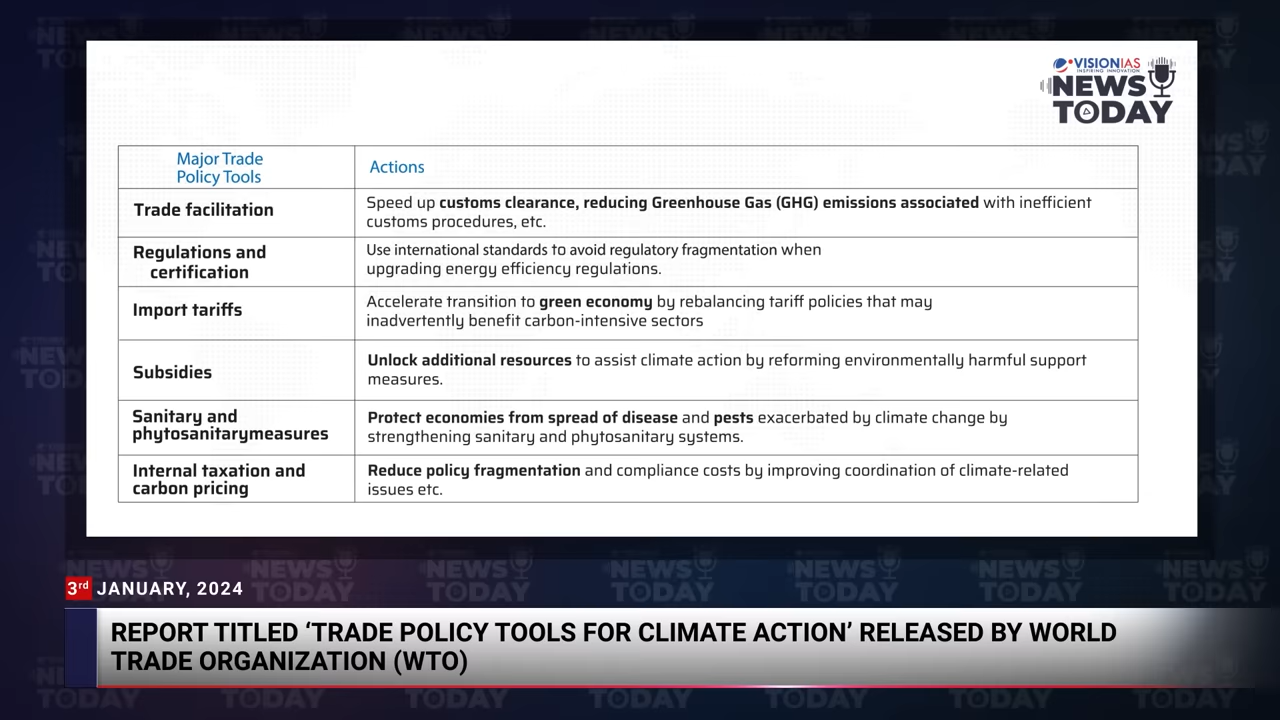 VISIONIAS
INSPIRING INNOVATION
NEWS
TODAY
Major Trade
Policy Tools
Actions
Trade facilitation
Speed up customs clearance, reducing Greenhouse Gas (GHG) emissions associated with inefficient
customs procedures, etc.
Regulations and
certification
Use international standards to avoid regulatory fragmentation when
upgrading energy efficiency regulations.
Import tariffs
Accelerate transition to green economy by rebalancing tariff policies that may
inadvertently benefit carbon-intensive sectors
Subsidies
Unlock additional resources to assist climate action by reforming environmentally harmful support
measures.
Sanitary and
phytosanitarymeasures
Protect economies from spread of disease and pests exacerbated by climate change by
strengthening sanitary and phytosanitary systems.
Internal taxation and
carbon pricing
Reduce policy fragmentation and compliance costs by improving coordination of climate-related
issues etc.
3rd JANUARY, 2024
REPORT TITLED ‘TRADE POLICY TOOLS FOR CLIMATE ACTION’ RELEASED BY WORLD
TRADE ORGANIZATION (WTO)